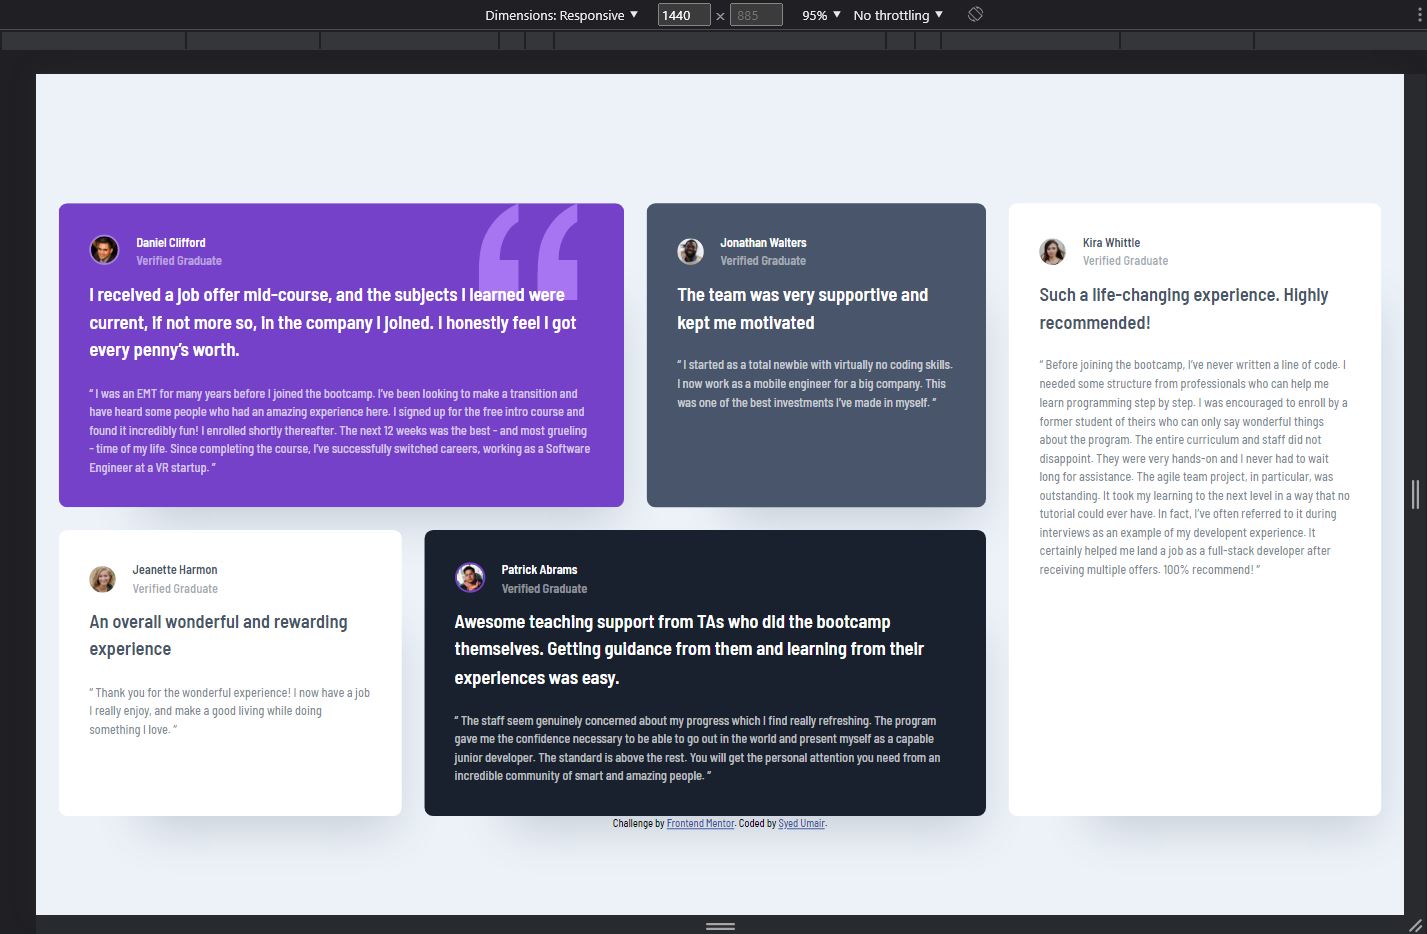 Dimensions: Responsive ▼ 1440 × 885 95% ▼ No throttling ▼
Daniel Clifford
Verified Graduate
I received a job offer mid-course, and the subjects I learned were
current, if not more so, in the company I joined. I honestly feel I got
every penny’s worth.
“ I was an EMT for many years before I joined the bootcamp. I’ve been looking to make a transition and
have heard some people who had an amazing experience here. I signed up for the free intro course and
found it incredibly fun! I enrolled shortly thereafter. The next 12 weeks was the best - and most grueling
- time of my life. Since completing the course, I’ve successfully switched careers, working as a Software
Engineer at a VR startup. ”
Jonathan Walters
Verified Graduate
The team was very supportive and
kept me motivated
“ I started as a total newbie with virtually no coding skills.
I now work as a mobile engineer for a big company. This
was one of the best investments I’ve made in myself. ”
Kira Whittle
Verified Graduate
Such a life-changing experience. Highly
recommended!
“ Before joining the bootcamp, I’ve never written a line of code. I
needed some structure from professionals who can help me
learn programming step by step. I was encouraged to enroll by a
former student of theirs who can only say wonderful things
about the program. The entire curriculum and staff did not
disappoint. They were very hands-on and I never had to wait
long for assistance. The agile team project, in particular, was
outstanding. It took my learning to the next level in a way that no
tutorial could ever have. In fact, I’ve often referred to it during
interviews as an example of my developent experience. It
certainly helped me land a job as a full-stack developer after
receiving multiple offers. 100% recommend! ”
Jeanette Harmon
Verified Graduate
An overall wonderful and rewarding
experience
“ Thank you for the wonderful experience! I now have a job
I really enjoy, and make a good living while doing
something I love. ”
Patrick Abrams
Verified Graduate
Awesome teaching support from TAs who did the bootcamp
themselves. Getting guidance from them and learning from their
experiences was easy.
“ The staff seem genuinely concerned about my progress which I find really refreshing. The program
gave me the confidence necessary to be able to go out in the world and present myself as a capable
junior developer. The standard is above the rest. You will get the personal attention you need from an
incredible community of smart and amazing people. ”
Challenge by Frontend Mentor. Coded by Syed Umair.